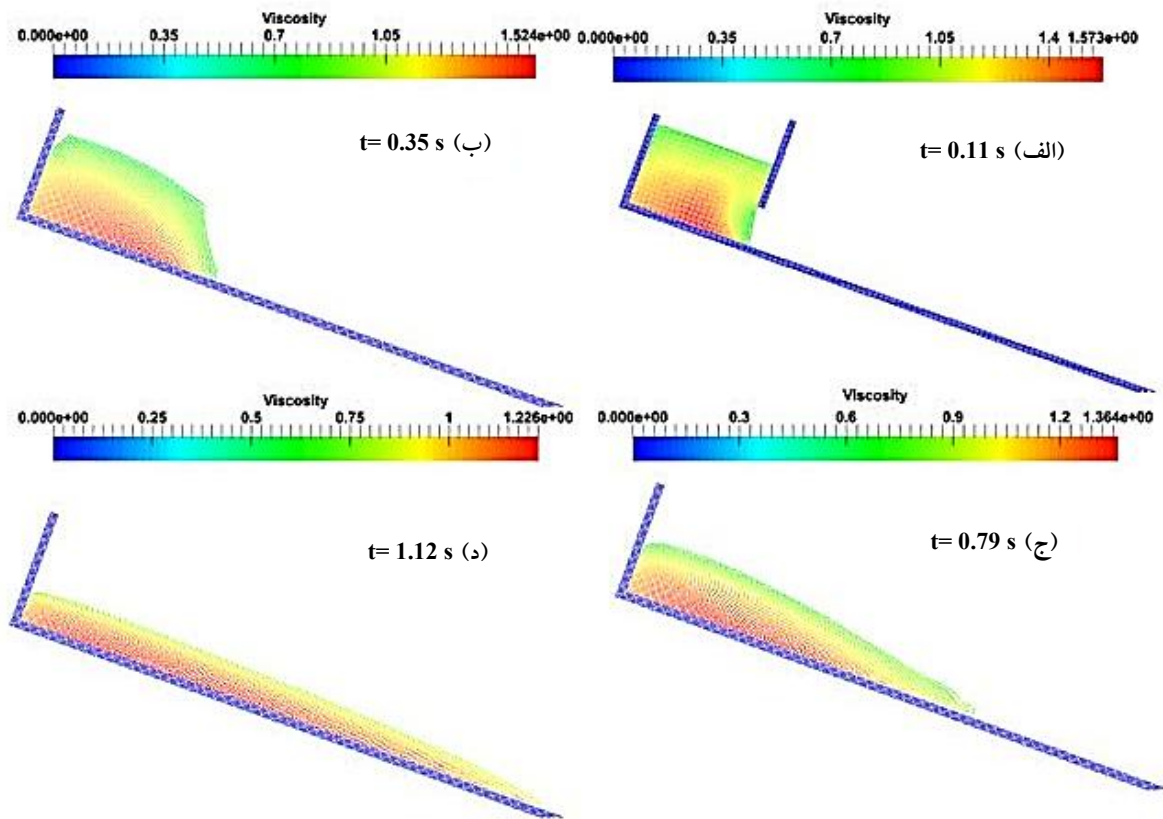 Viscosity
0.000e+00 0.35 0.7 1.05 1.4 1.573e+00
(الف) t= 0.11 s
Viscosity
0.000e+00 0.35 0.7 1.05 1.524e+00
(ب) t= 0.35 s
Viscosity
0.000e+00 0.3 0.6 0.9 1.2 1.364e+00
(ج) t= 0.79 s
Viscosity
0.000e+00 0.25 0.5 0.75 1 1.226e+00
(د) t= 1.12 s